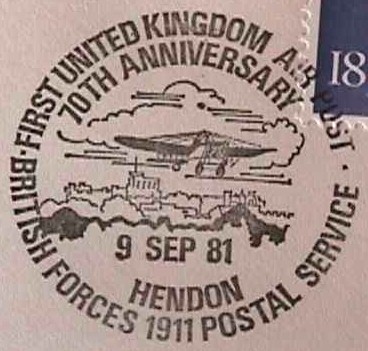 ·FIRST UNITED KINGDOM AIR POST·
70TH ANNIVERSARY
9 SEP 81
HENDON
BRITISH FORCES 1911 POSTAL SERVICE
18